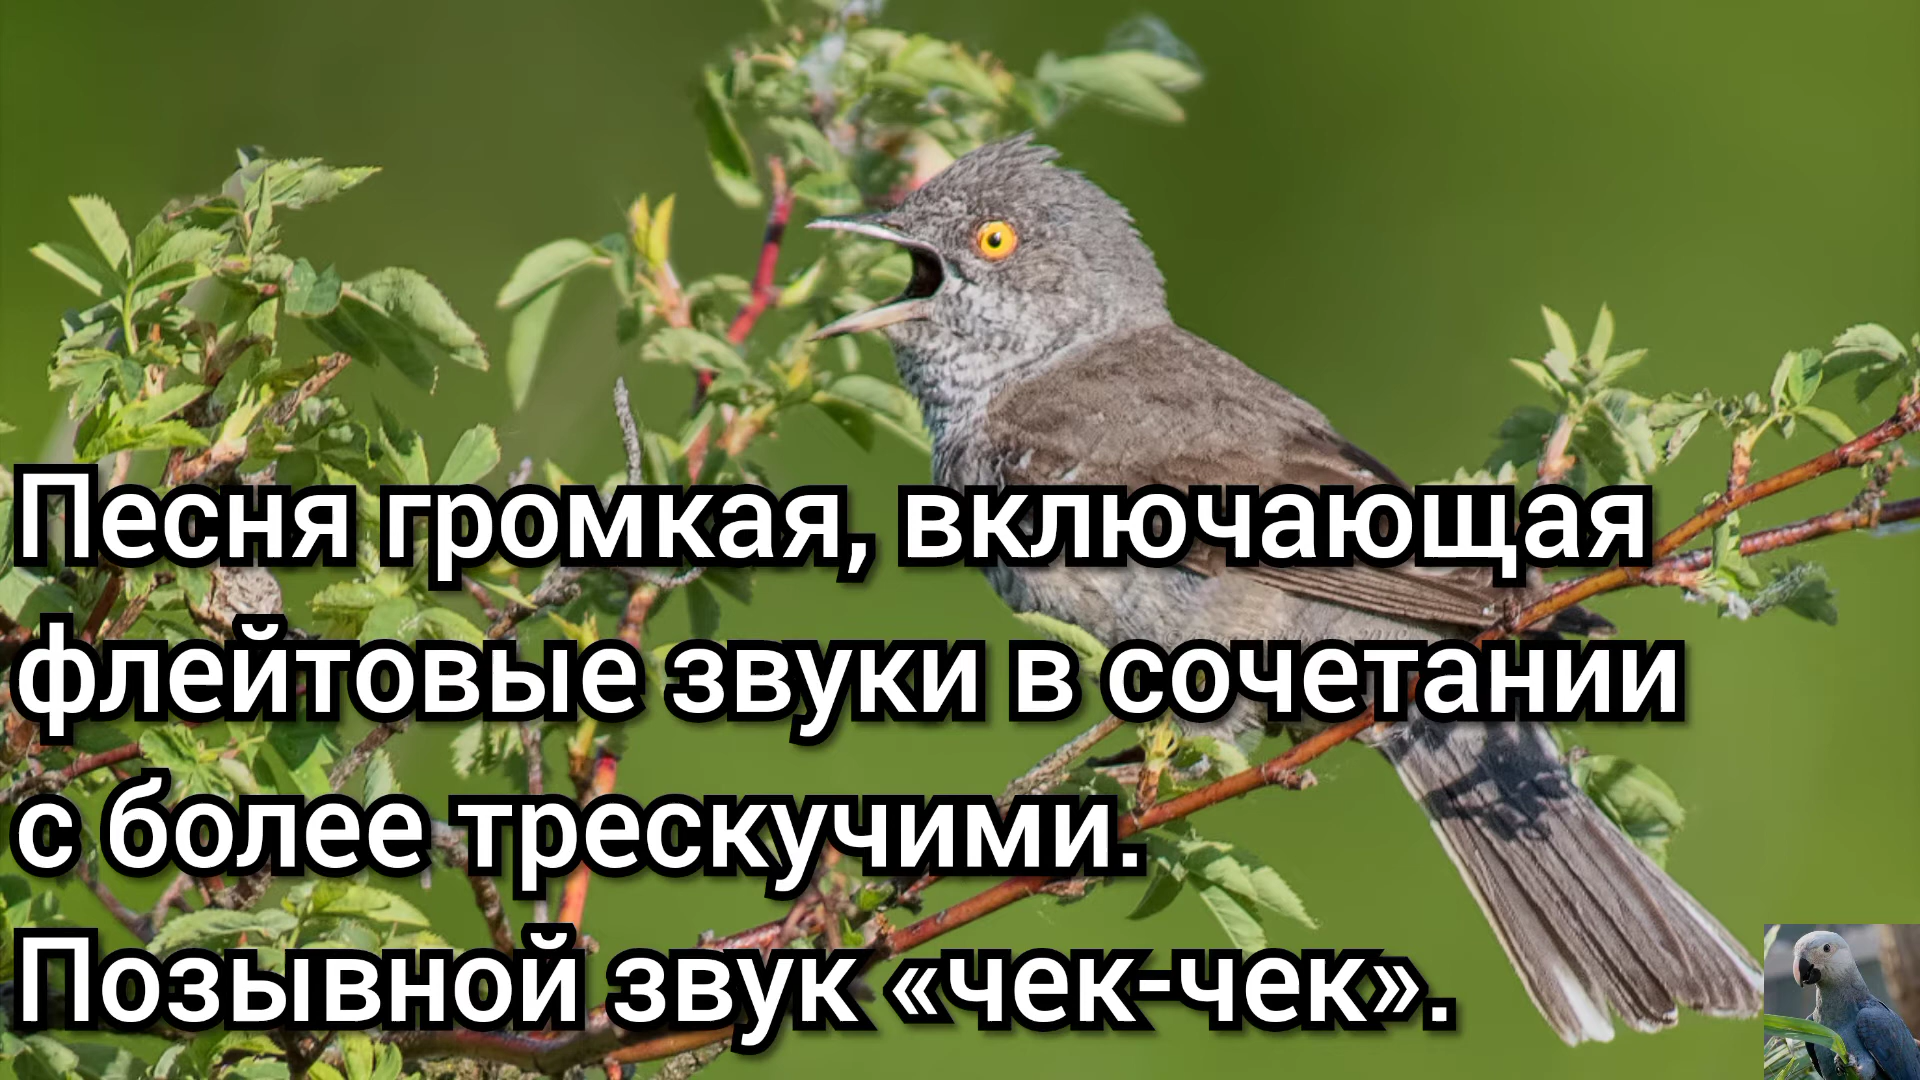 Песня громкая, включающая
флейтовые звуки в сочетании
с более трескучими.
Позывной звук «чек-чек».